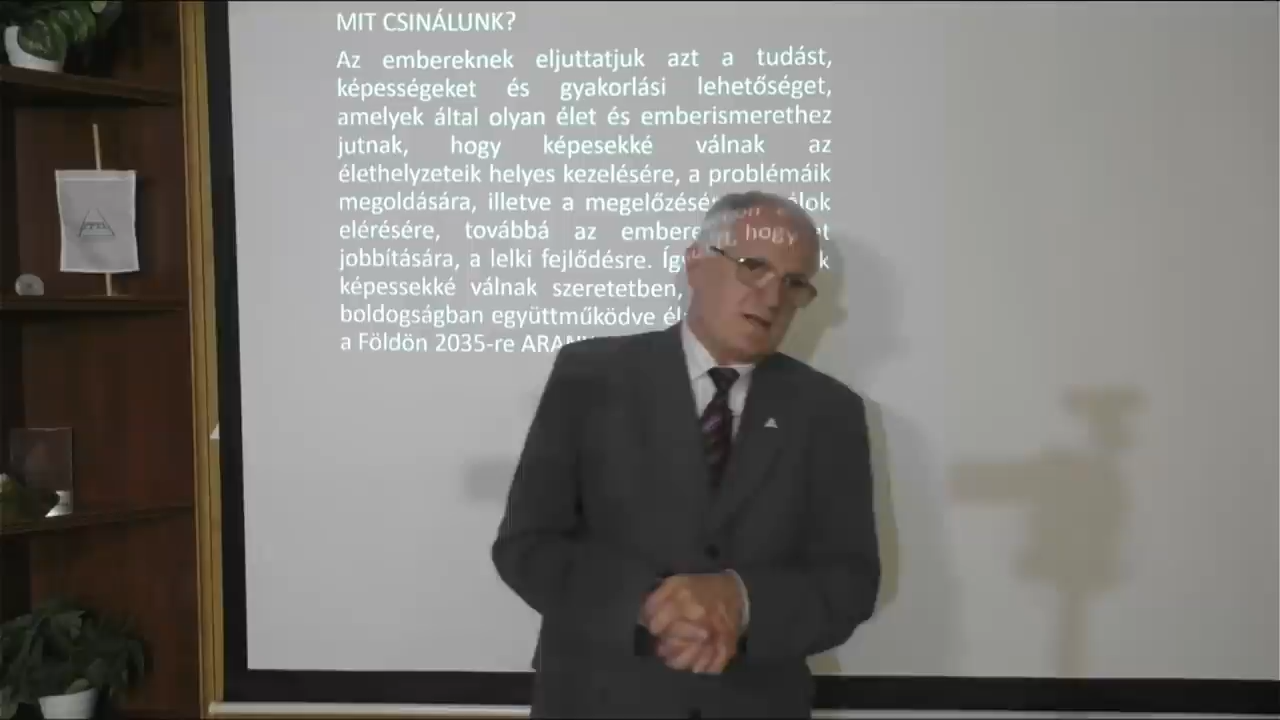 MIT CSINÁLUNK?
Az embereknek eljuttatjuk azt a tudást,
képességeket és gyakorlási lehetőséget,
amelyek által olyan élet és emberismerethez
jutnak, hogy képesekké válnak az
élethelyzeteik helyes kezelésére, a problémáik
megoldására, illetve a
elérésére, továbbá az hogy
jobbítására, a lelki fejlődésre.
képessekké válnak szeretetben,
boldogságban együttműködve
a Földön 2035-re